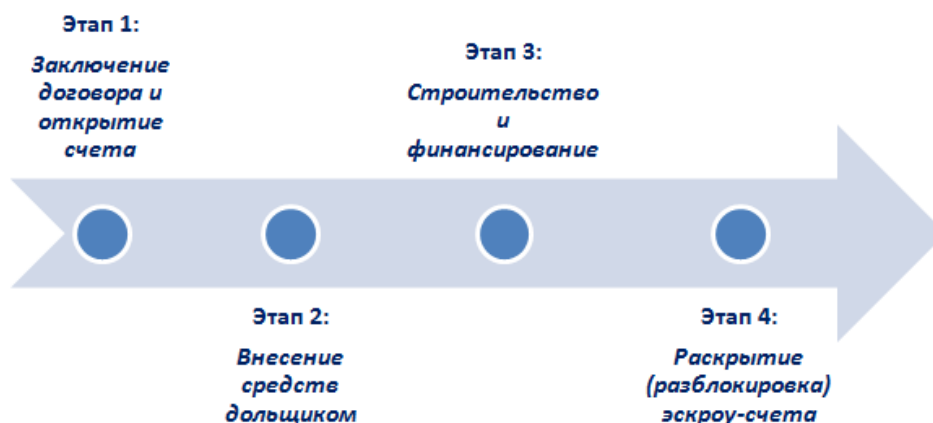 Этап 1:
Заключение
договора и
открытие
счета
Этап 2:
Внесение
средств
дольщиком
Этап 3:
Строительство
и
финансирование
Этап 4:
Раскрытие
(разблокировка)
эскроу-счета